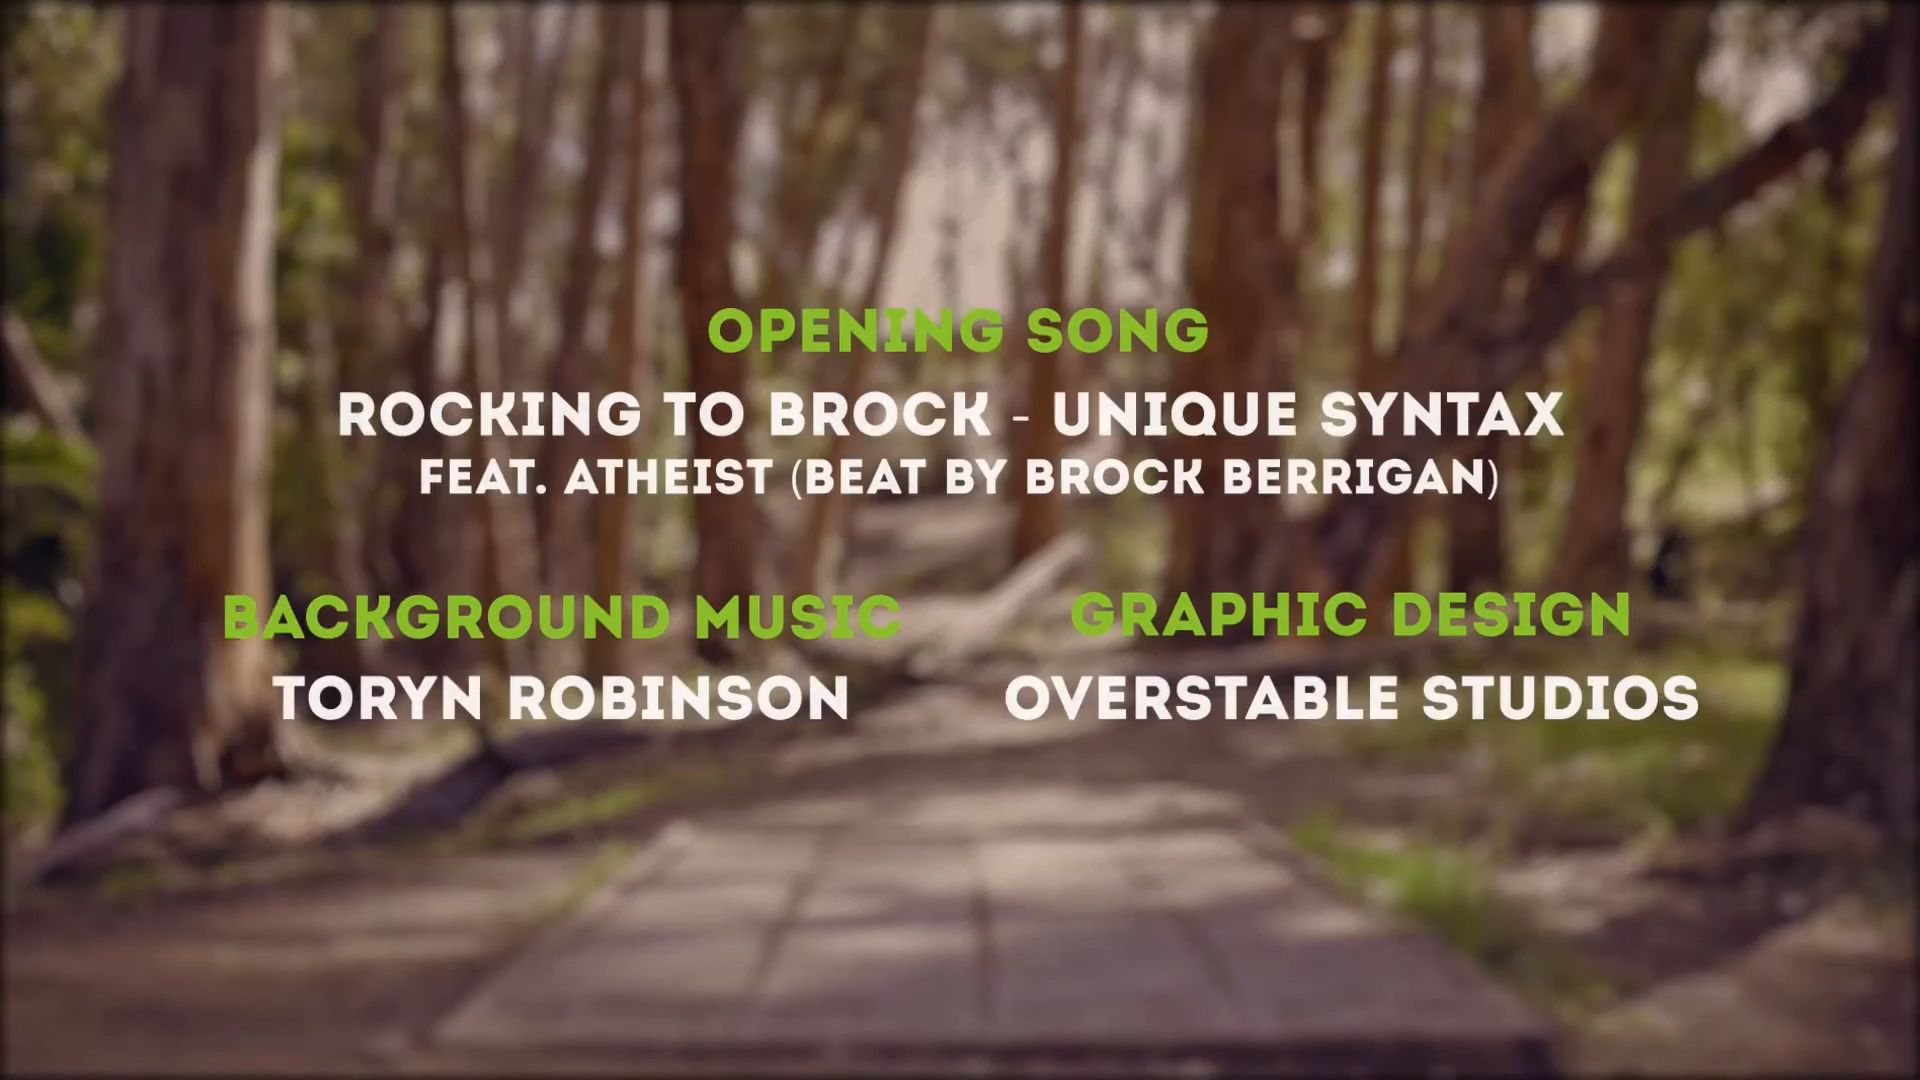 OPENING SONG
ROCKING TO BROCK - UNIQUE SYNTAX
FEAT. ATHEIST (BEAT BY BROCK BERRIGAN)
BACKGROUND MUSIC
TORYN ROBINSON
GRAPHIC DESIGN
OVERSTABLE STUDIOS